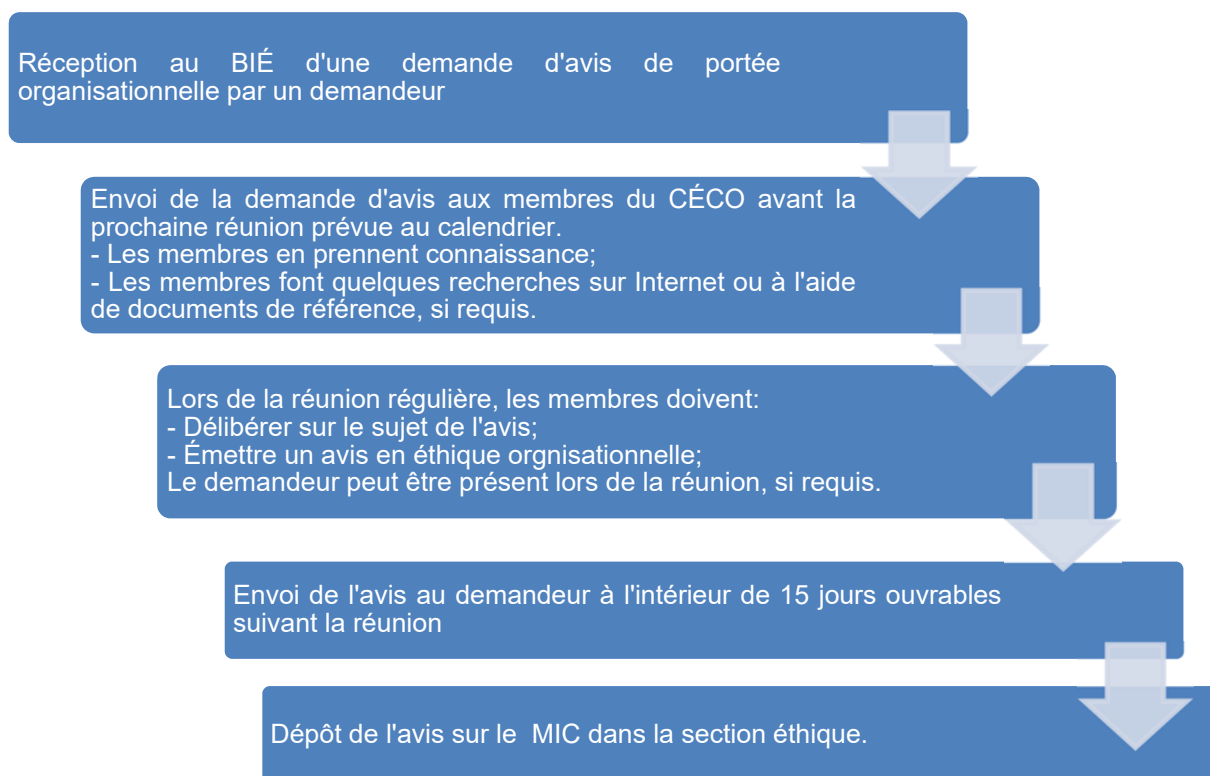 Réception au BIÉ d'une demande d'avis de portée
organisationnelle par un demandeur
Envoi de la demande d'avis aux membres du CÉCO avant la
prochaine réunion prévue au calendrier.
- Les membres en prennent connaissance;
- Les membres font quelques recherches sur Internet ou à l'aide
de documents de référence, si requis.
Lors de la réunion régulière, les membres doivent:
- Délibérer sur le sujet de l'avis;
- Émettre un avis en éthique orgnisationnelle;
Le demandeur peut être présent lors de la réunion, si requis.
Envoi de l'avis au demandeur à l'intérieur de 15 jours ouvrables
suivant la réunion
Dépôt de l'avis sur le MIC dans la section éthique.